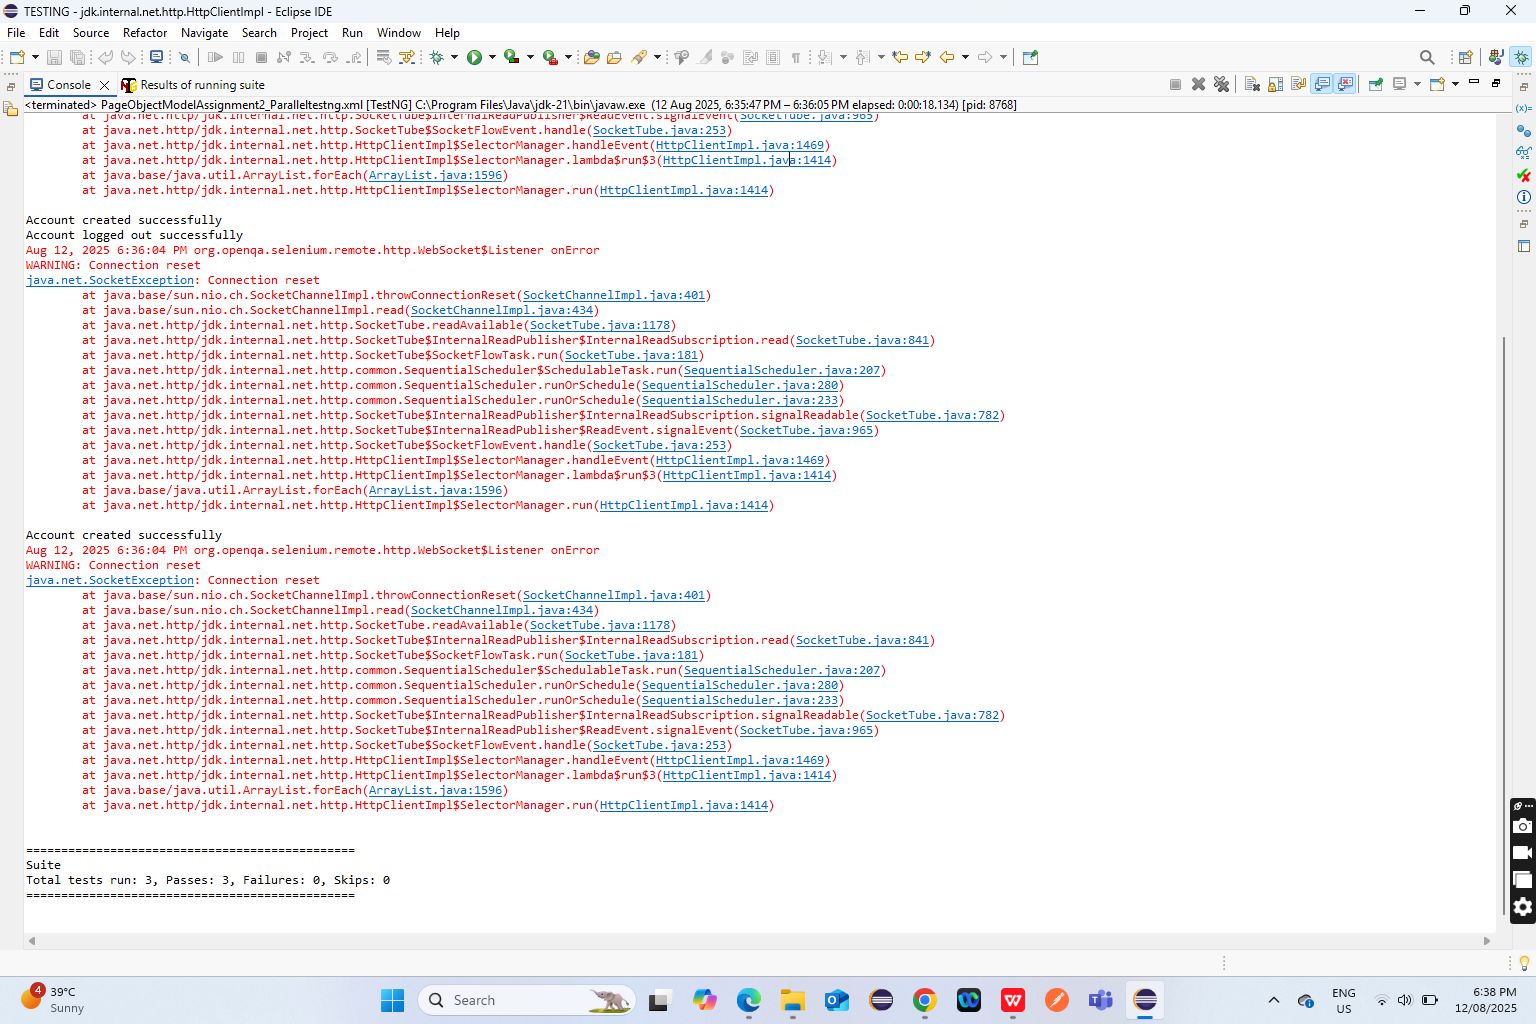 TESTING - jdk.internal.net.http.HttpClientImpl - Eclipse IDE
File Edit Source Refactor Navigate Search Project Run Window Help
Console Results of running suite
<terminated> PageObjectModelAssignment2_Paralleltestng.xml [TestNG] C:\Program Files\Java\jdk-21\bin\javaw.exe (12 Aug 2025, 6:35:47 PM – 6:36:05 PM elapsed: 0:00:18.134) [pid: 8768]
at java.net.http/jdk.internal.net.http.SocketTube$InternalReadPublisher$ReadEvent.signalEvent(SocketTube.java:965)
at java.net.http/jdk.internal.net.http.SocketTube$SocketFlowEvent.handle(SocketTube.java:253)
at java.net.http/jdk.internal.net.http.HttpClientImpl$SelectorManager.handleEvent(HttpClientImpl.java:1469)
at java.net.http/jdk.internal.net.http.HttpClientImpl$SelectorManager.lambda$run$3(HttpClientImpl.java:1414)
at java.base/java.util.ArrayList.forEach(ArrayList.java:1596)
at java.net.http/jdk.internal.net.http.HttpClientImpl$SelectorManager.run(HttpClientImpl.java:1414)
Account created successfully
Account logged out successfully
Aug 12, 2025 6:36:04 PM org.openqa.selenium.remote.http.WebSocket$Listener onError
WARNING: Connection reset
java.net.SocketException: Connection reset
at java.base/sun.nio.ch.SocketChannelImpl.throwConnectionReset(SocketChannelImpl.java:401)
at java.base/sun.nio.ch.SocketChannelImpl.read(SocketChannelImpl.java:434)
at java.net.http/jdk.internal.net.http.SocketTube.readAvailable(SocketTube.java:1178)
at java.net.http/jdk.internal.net.http.SocketTube$InternalReadPublisher$InternalReadSubscription.read(SocketTube.java:841)
at java.net.http/jdk.internal.net.http.SocketTube$SocketFlowTask.run(SocketTube.java:181)
at java.net.http/jdk.internal.net.http.common.SequentialScheduler$SchedulableTask.run(SequentialScheduler.java:207)
at java.net.http/jdk.internal.net.http.common.SequentialScheduler.runOrSchedule(SequentialScheduler.java:280)
at java.net.http/jdk.internal.net.http.common.SequentialScheduler.runOrSchedule(SequentialScheduler.java:233)
at java.net.http/jdk.internal.net.http.SocketTube$InternalReadPublisher$InternalReadSubscription.signalReadable(SocketTube.java:782)
at java.net.http/jdk.internal.net.http.SocketTube$InternalReadPublisher$ReadEvent.signalEvent(SocketTube.java:965)
at java.net.http/jdk.internal.net.http.SocketTube$SocketFlowEvent.handle(SocketTube.java:253)
at java.net.http/jdk.internal.net.http.HttpClientImpl$SelectorManager.handleEvent(HttpClientImpl.java:1469)
at java.net.http/jdk.internal.net.http.HttpClientImpl$SelectorManager.lambda$run$3(HttpClientImpl.java:1414)
at java.base/java.util.ArrayList.forEach(ArrayList.java:1596)
at java.net.http/jdk.internal.net.http.HttpClientImpl$SelectorManager.run(HttpClientImpl.java:1414)
Account created successfully
Aug 12, 2025 6:36:04 PM org.openqa.selenium.remote.http.WebSocket$Listener onError
WARNING: Connection reset
java.net.SocketException: Connection reset
at java.base/sun.nio.ch.SocketChannelImpl.throwConnectionReset(SocketChannelImpl.java:401)
at java.base/sun.nio.ch.SocketChannelImpl.read(SocketChannelImpl.java:434)
at java.net.http/jdk.internal.net.http.SocketTube.readAvailable(SocketTube.java:1178)
at java.net.http/jdk.internal.net.http.SocketTube$InternalReadPublisher$InternalReadSubscription.read(SocketTube.java:841)
at java.net.http/jdk.internal.net.http.SocketTube$SocketFlowTask.run(SocketTube.java:181)
at java.net.http/jdk.internal.net.http.common.SequentialScheduler$SchedulableTask.run(SequentialScheduler.java:207)
at java.net.http/jdk.internal.net.http.common.SequentialScheduler.runOrSchedule(SequentialScheduler.java:280)
at java.net.http/jdk.internal.net.http.common.SequentialScheduler.runOrSchedule(SequentialScheduler.java:233)
at java.net.http/jdk.internal.net.http.SocketTube$InternalReadPublisher$InternalReadSubscription.signalReadable(SocketTube.java:782)
at java.net.http/jdk.internal.net.http.SocketTube$InternalReadPublisher$ReadEvent.signalEvent(SocketTube.java:965)
at java.net.http/jdk.internal.net.http.SocketTube$SocketFlowEvent.handle(SocketTube.java:253)
at java.net.http/jdk.internal.net.http.HttpClientImpl$SelectorManager.handleEvent(HttpClientImpl.java:1469)
at java.net.http/jdk.internal.net.http.HttpClientImpl$SelectorManager.lambda$run$3(HttpClientImpl.java:1414)
at java.base/java.util.ArrayList.forEach(ArrayList.java:1596)
at java.net.http/jdk.internal.net.http.HttpClientImpl$SelectorManager.run(HttpClientImpl.java:1414)
===============================================
Suite
Total tests run: 3, Passes: 3, Failures: 0, Skips: 0
===============================================
4
39°C
Sunny
Search
ENG
US
6:38 PM
12/08/2025